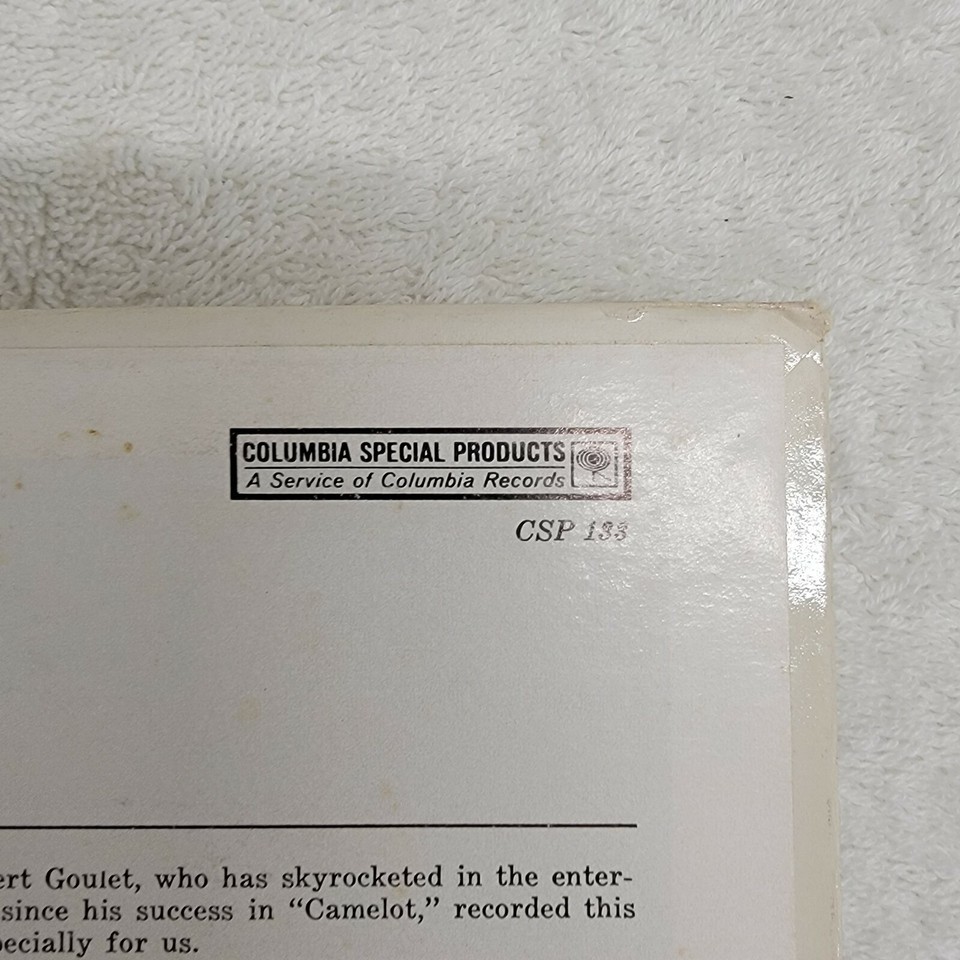 COLUMBIA SPECIAL PRODUCTS
A Service of Columbia Records
CSP 133
ert Goulet, who has skyrocketed in the enter-
since his success in “Camelot,” recorded this
pecially for us.